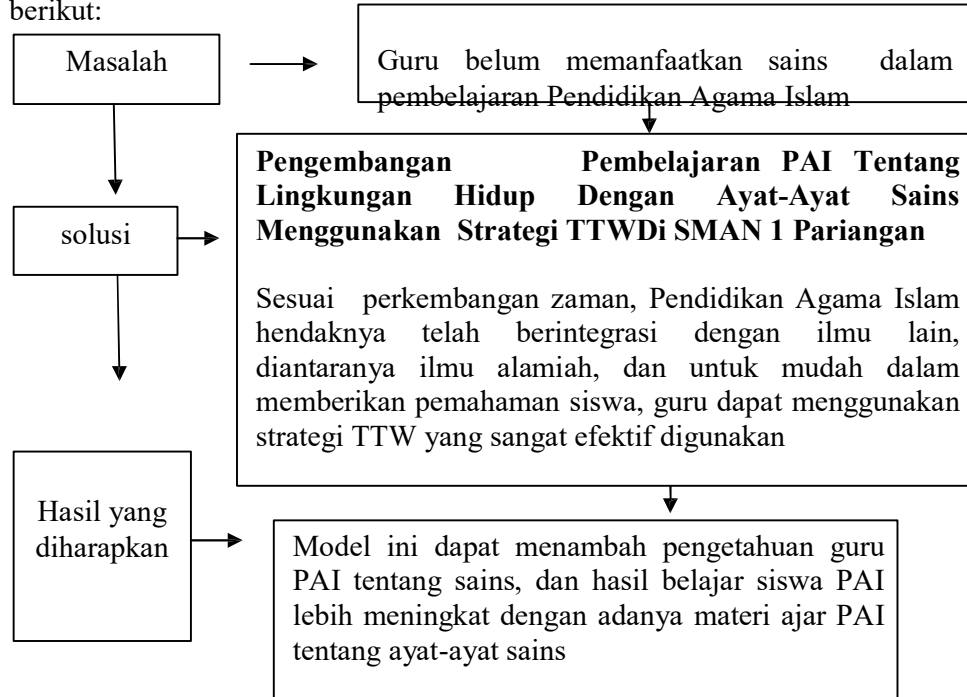 berikut:
Masalah
Guru belum memanfaatkan sains dalam
pembelajaran Pendidikan Agama Islam
solusi
Pengembangan Pembelajaran PAI Tentang
Lingkungan Hidup Dengan Ayat-Ayat Sains
Menggunakan Strategi TTWDi SMAN 1 Pariangan
Sesuai perkembangan zaman, Pendidikan Agama Islam
hendaknya telah berintegrasi dengan ilmu lain,
diantaranya ilmu alamiah, dan untuk mudah dalam
memberikan pemahaman siswa, guru dapat menggunakan
strategi TTW yang sangat efektif digunakan
Hasil yang
diharapkan
Model ini dapat menambah pengetahuan guru
PAI tentang sains, dan hasil belajar siswa PAI
lebih meningkat dengan adanya materi ajar PAI
tentang ayat-ayat sains